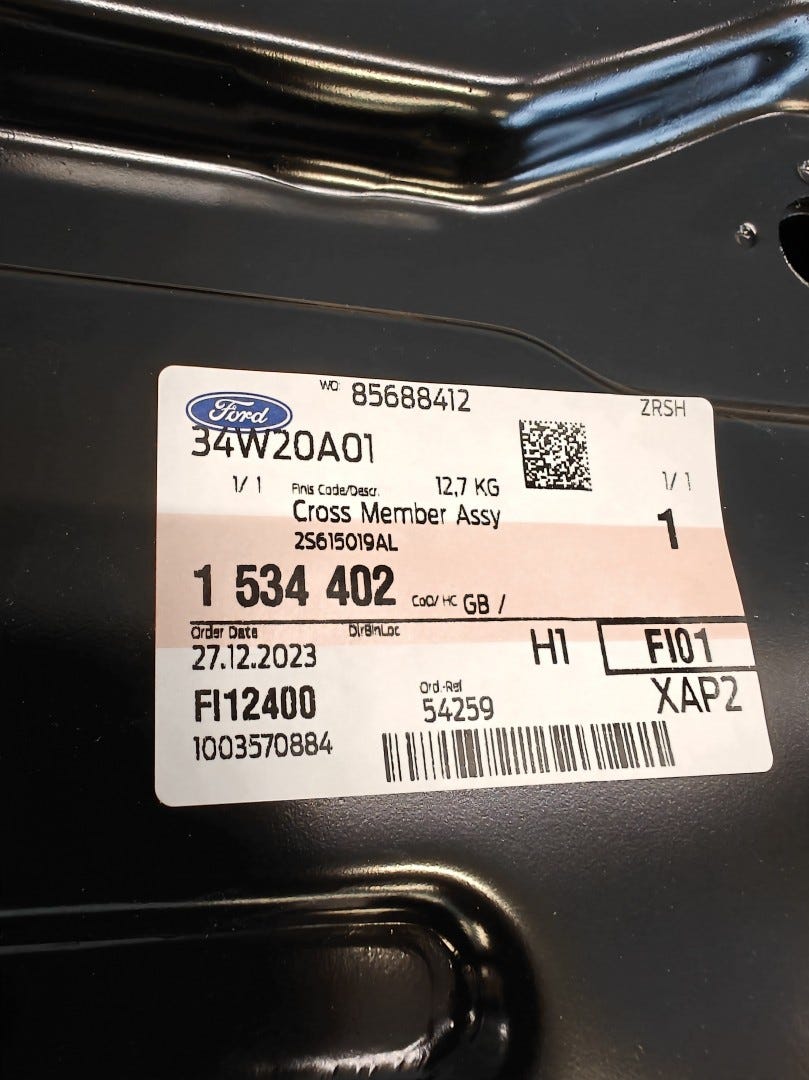 Ford
WO: 85688412
ZRSH
34W20A01
1/ 1 Finis Code/Descr. 12,7 KG 1/ 1
Cross Member Assy 1
2S615019AL
1 534 402 CoO/ HC GB /
Order Date DirBinLoc
27.12.2023 H1 FI01
FI12400 Ord.-Ref XAP2
54259
1003570884